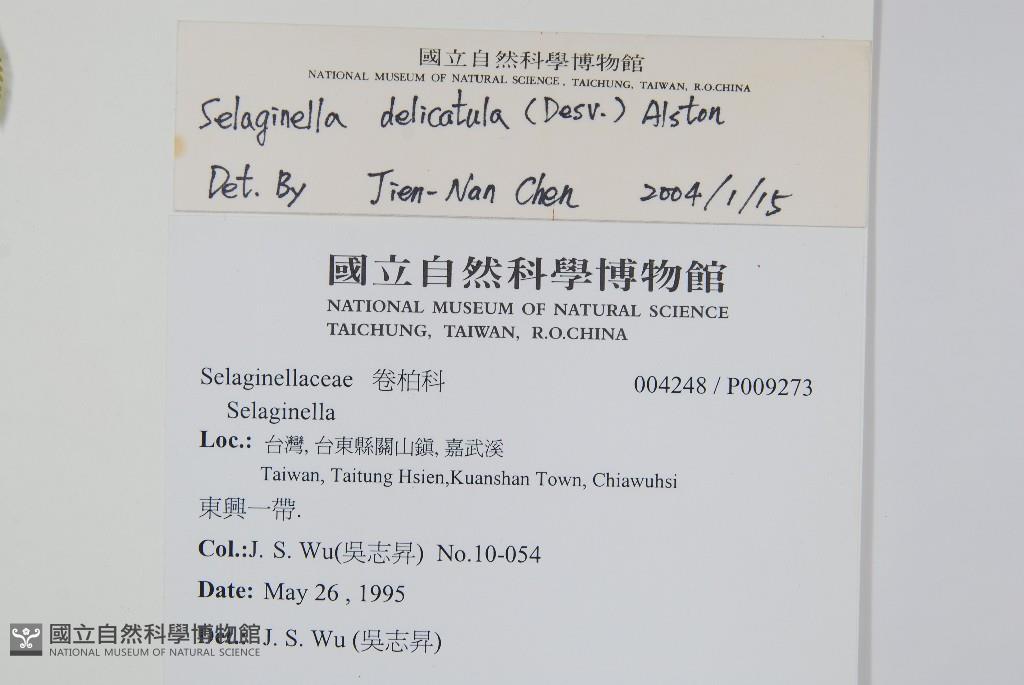 國立自然科學博物館
NATIONAL MUSEUM OF NATURAL SCIENCE, TAICHUNG, TAIWAN, R.O.CHINA
Selaginella delicatula (Desv.) Alston
Det. By Jien-Nan Chen 2004/1/15
國立自然科學博物館
NATIONAL MUSEUM OF NATURAL SCIENCE
TAICHUNG, TAIWAN, R.O.CHINA
Selaginellaceae 卷柏科 004248 / P009273
Selaginella
Loc.: 台灣, 台東縣關山鎮, 嘉武溪
Taiwan, Taitung Hsien,Kuanshan Town, Chiawuhsi
東興一帶.
Col.:J. S. Wu(吳志昇) No.10-054
Date: May 26 , 1995
Det.: J. S. Wu (吳志昇)
國立自然科學博物館
NATIONAL MUSEUM OF NATURAL SCIENCE